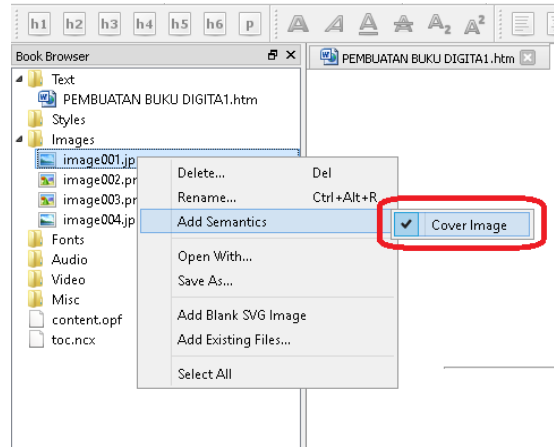 h1 h2 h3 h4 h5 h6 p A A A A A₂ A²
Book Browser
PEMBUATAN BUKU DIGITA1.htm
Text
PEMBUATAN BUKU DIGITA1.htm
Styles
Images
image001.jp
image002.pr
image003.pr
image004.jp
Fonts
Audio
Video
Misc
content.opf
toc.ncx
Delete... Del
Rename... Ctrl+Alt+R
Add Semantics
Cover Image
Open With...
Save As...
Add Blank SVG Image
Add Existing Files...
Select All